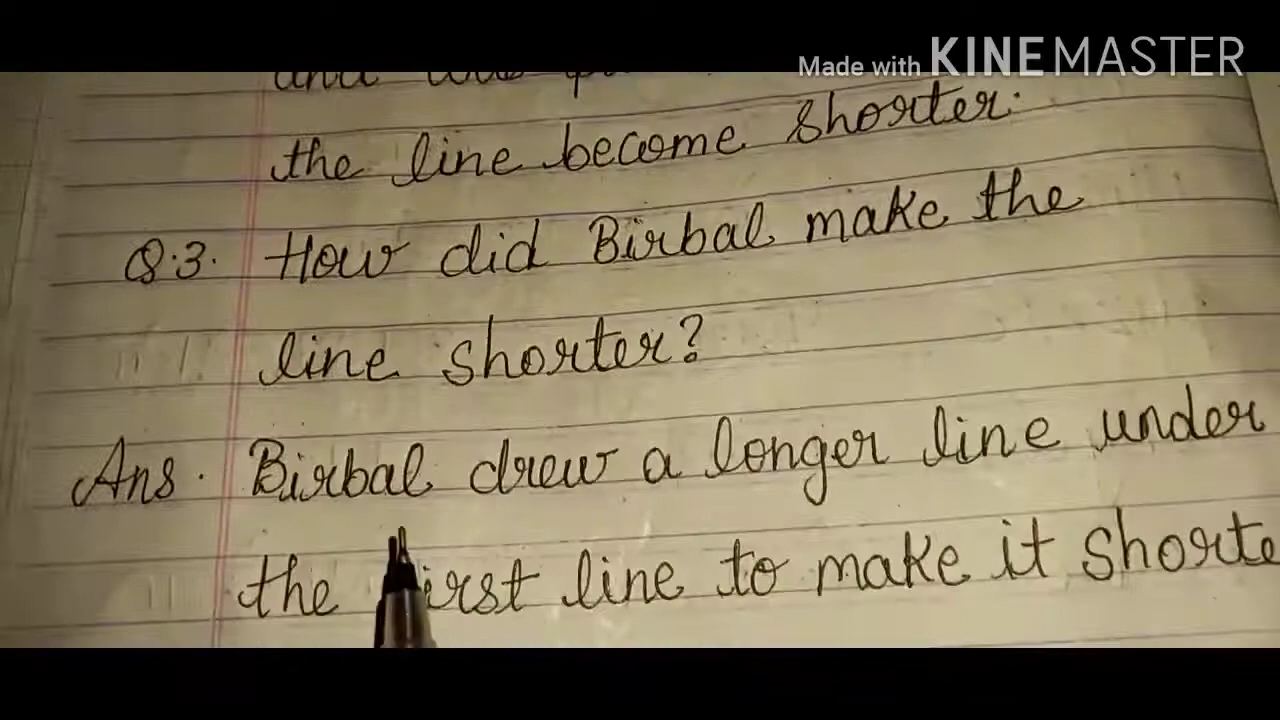 Made with KINEMASTER
the line become shorter.
Q.3. How did Birbal make the
line shorter?
Ans. Birbal drew a longer line under
the first line to make it shorte